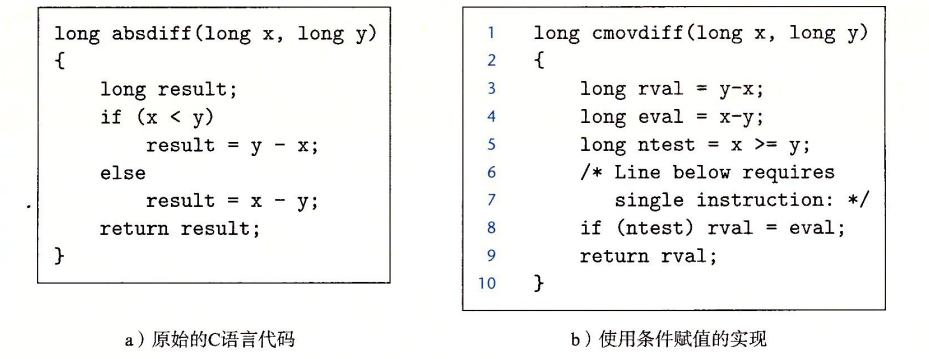 long absdiff(long x, long y)
{
    long result;
    if (x < y)
        result = y - x;
    else
        result = x - y;
    return result;
}
a）原始的C语言代码
1 long cmovdiff(long x, long y)
2 {
3     long rval = y-x;
4     long eval = x-y;
5     long ntest = x >= y;
6     /* Line below requires
7        single instruction: */
8     if (ntest) rval = eval;
9     return rval;
10 }
b）使用条件赋值的实现